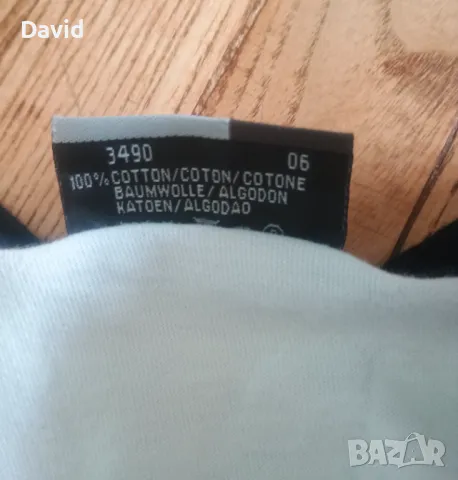 David
3490 06
100% COTTON/COTON/COTONE
BAUMWOLLE/ALGODON
KATOEN/ALGODAO
BAZAR